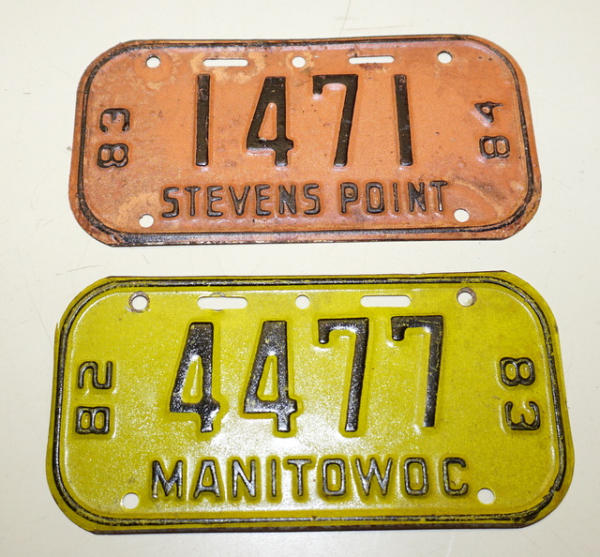 83 1471 84
STEVENS POINT
82 4477 83
MANITOWOC